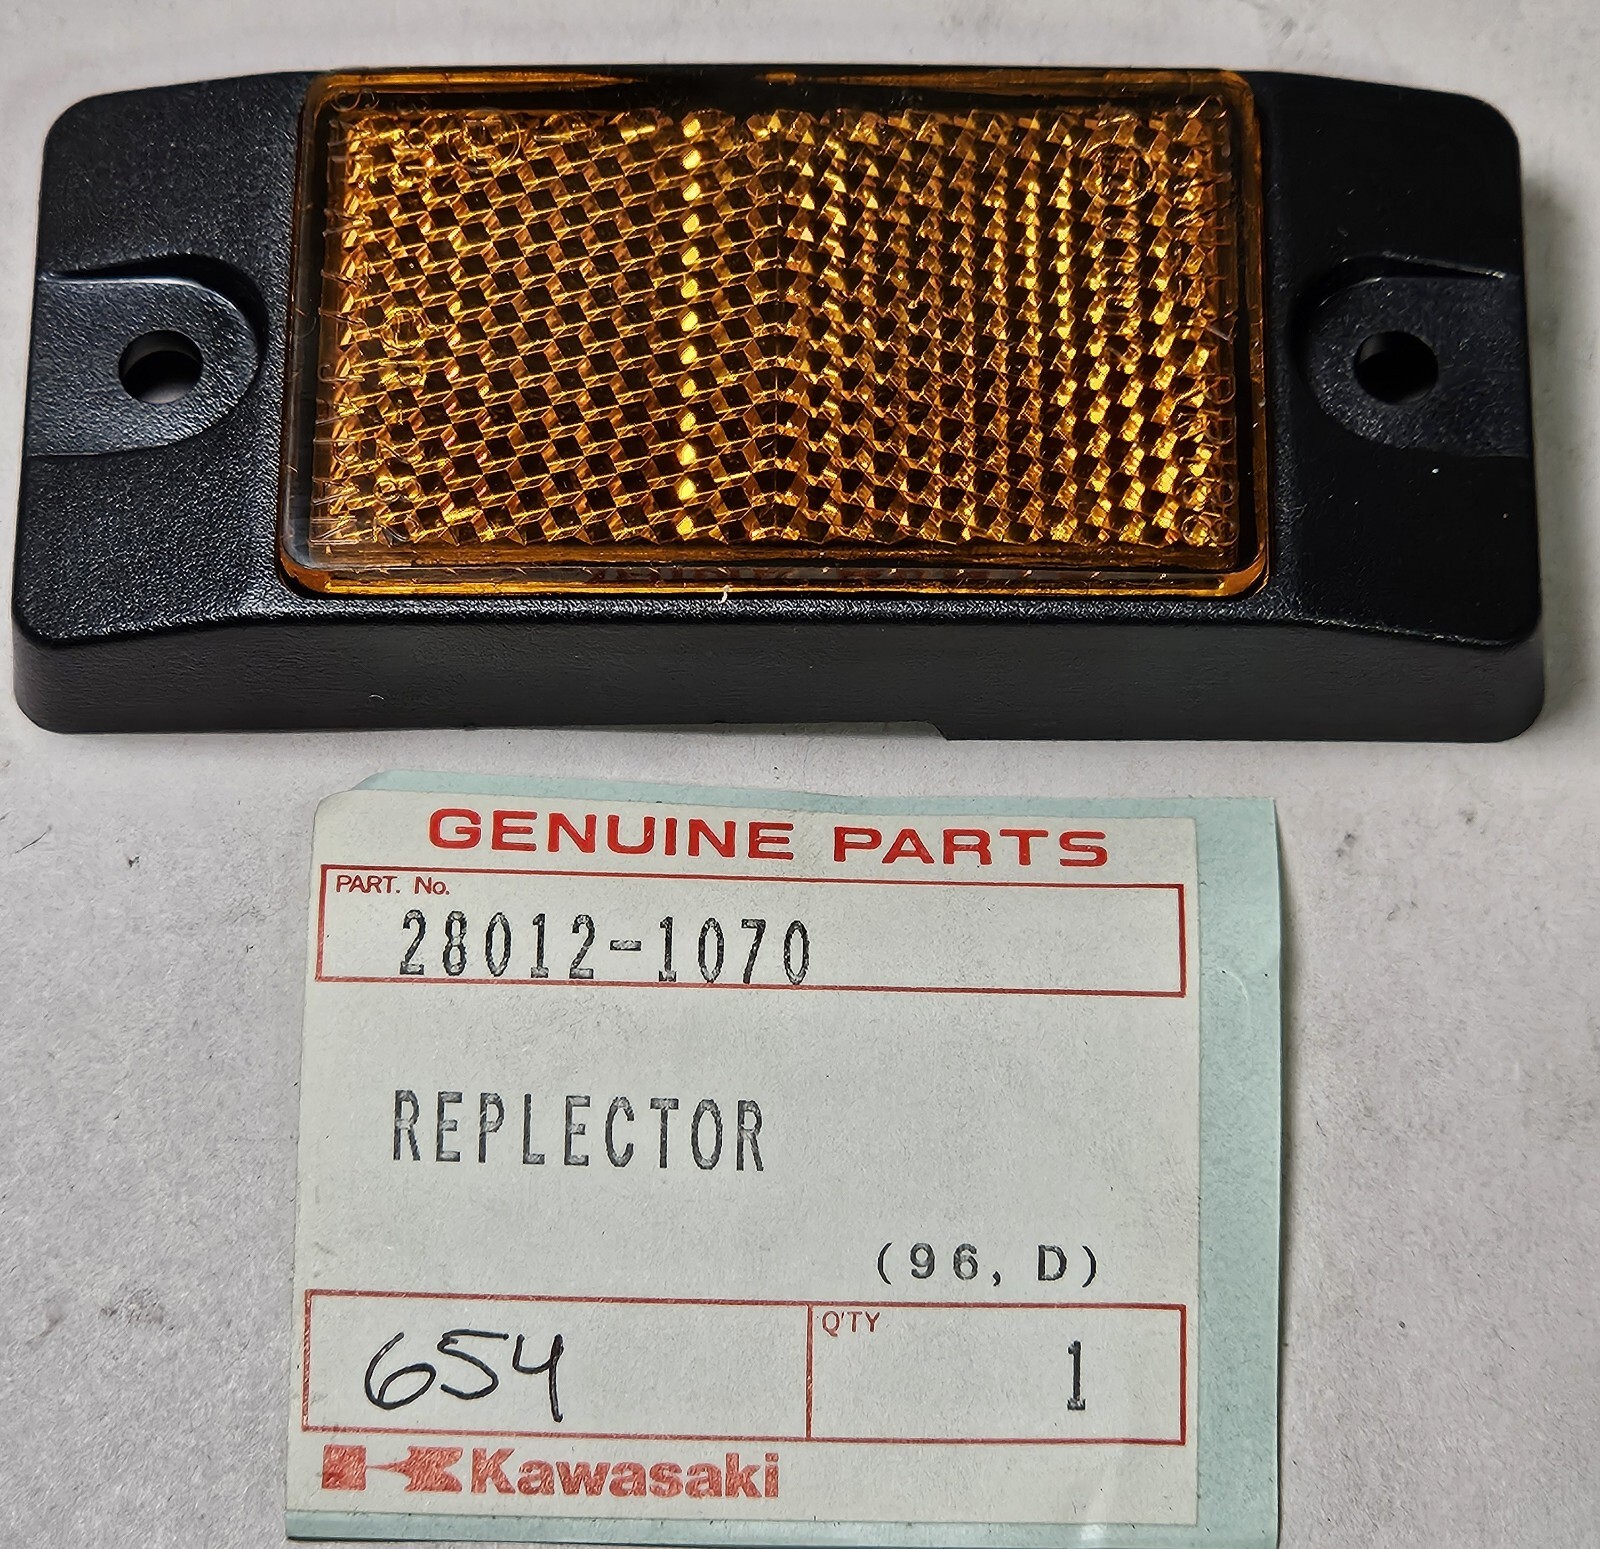 GENUINE PARTS
PART. No.
28012-1070
REPLECTOR
(96, D)
654
Q'TY
1
Kawasaki